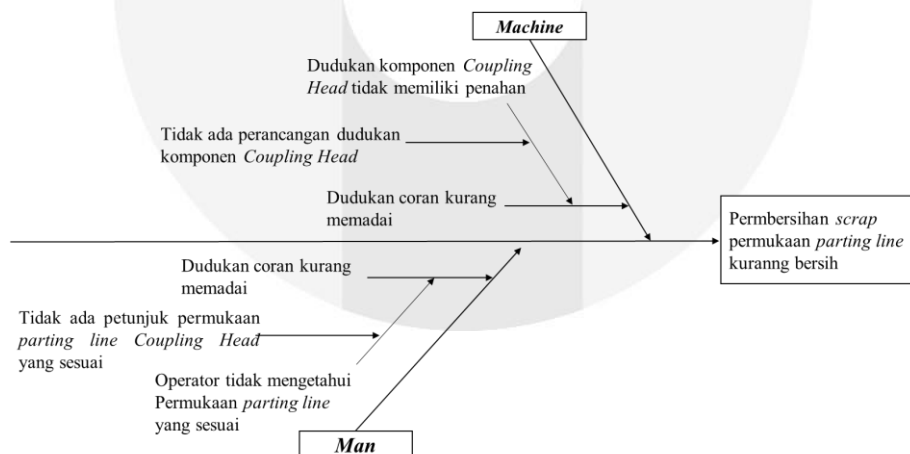 Machine
Dudukan komponen Coupling
Head tidak memiliki penahan
Tidak ada perancangan dudukan
komponen Coupling Head
Dudukan coran kurang
memadai
Permbersihan scrap
permukaan parting line
kuranng bersih
Dudukan coran kurang
memadai
Tidak ada petunjuk permukaan
parting line Coupling Head
yang sesuai
Operator tidak mengetahui
Permukaan parting line
yang sesuai
Man